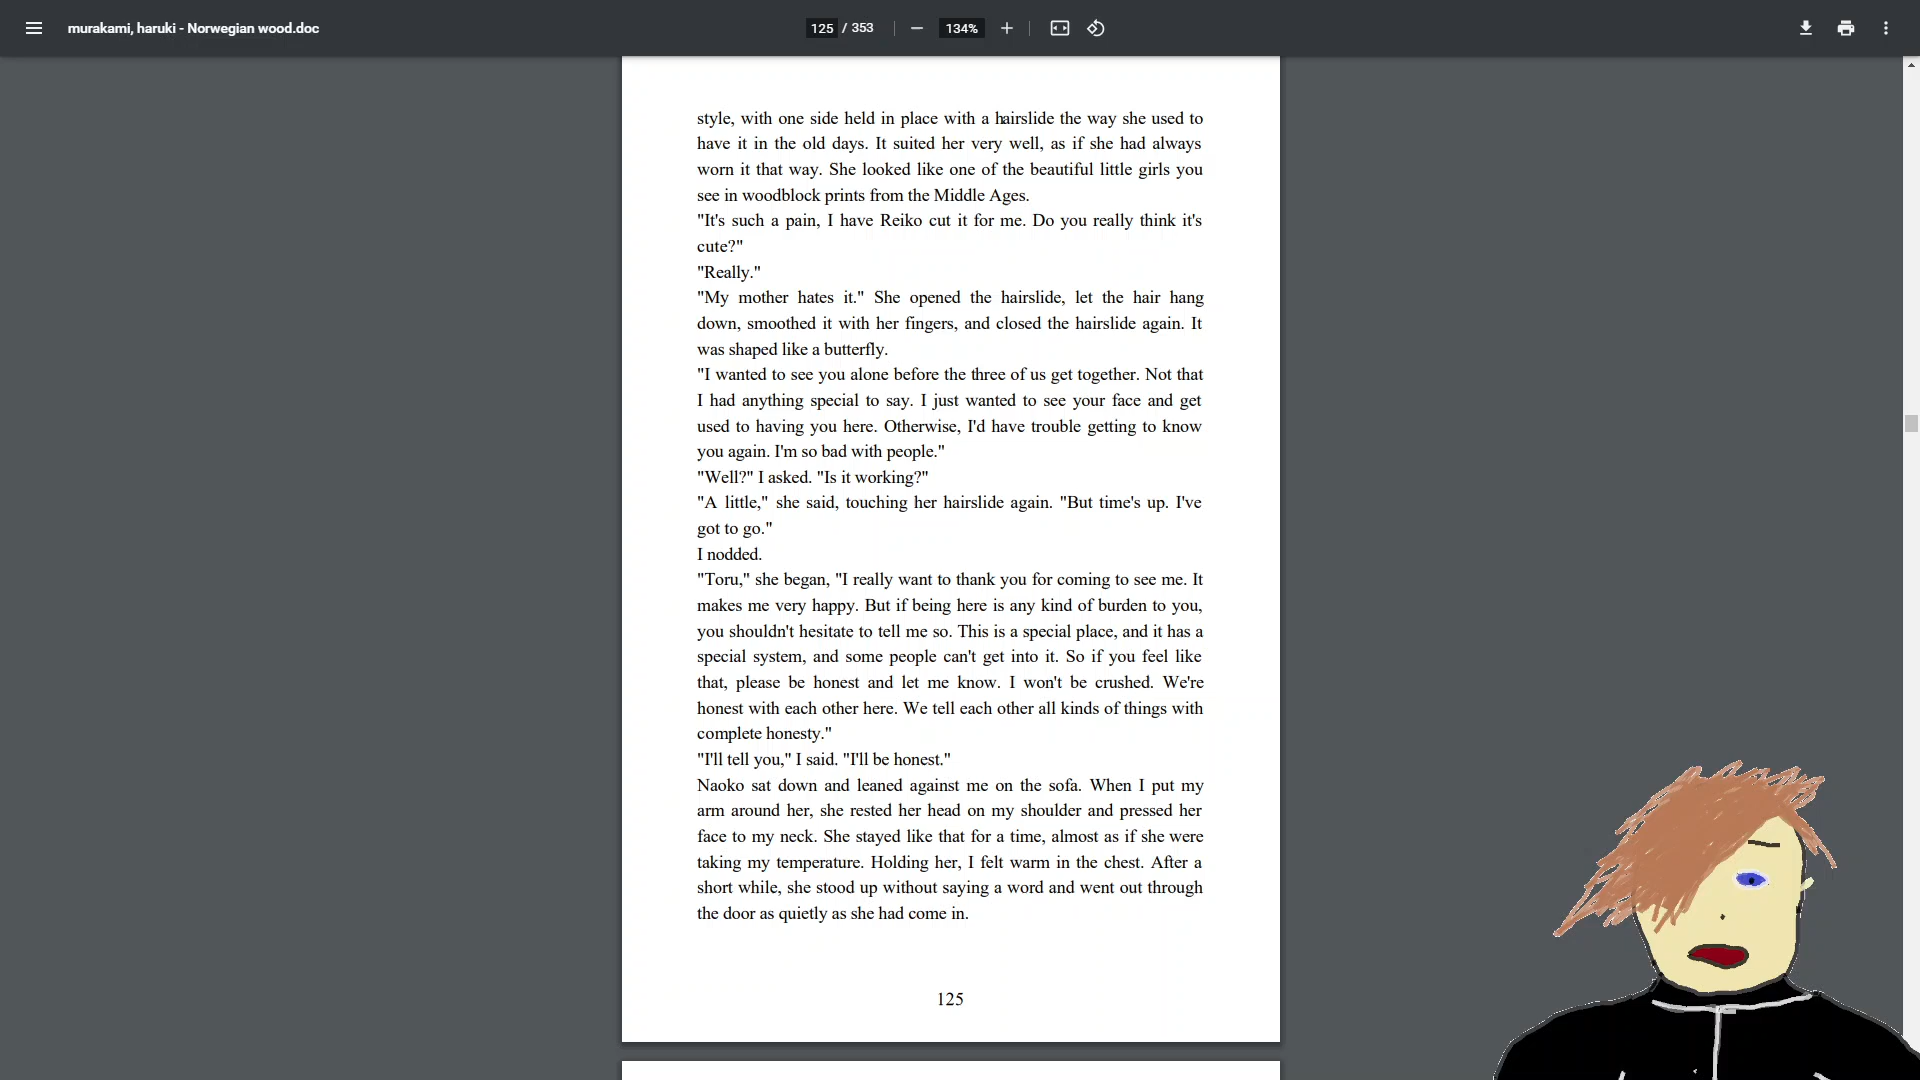 murakami, haruki - Norwegian wood.doc
125 / 353
134%
style, with one side held in place with a hairslide the way she used to
have it in the old days. It suited her very well, as if she had always
worn it that way. She looked like one of the beautiful little girls you
see in woodblock prints from the Middle Ages.
"It's such a pain, I have Reiko cut it for me. Do you really think it's
cute?"
"Really."
"My mother hates it." She opened the hairslide, let the hair hang
down, smoothed it with her fingers, and closed the hairslide again. It
was shaped like a butterfly.
"I wanted to see you alone before the three of us get together. Not that
I had anything special to say. I just wanted to see your face and get
used to having you here. Otherwise, I'd have trouble getting to know
you again. I'm so bad with people."
"Well?" I asked. "Is it working?"
"A little," she said, touching her hairslide again. "But time's up. I've
got to go."
I nodded.
"Toru," she began, "I really want to thank you for coming to see me. It
makes me very happy. But if being here is any kind of burden to you,
you shouldn't hesitate to tell me so. This is a special place, and it has a
special system, and some people can't get into it. So if you feel like
that, please be honest and let me know. I won't be crushed. We're
honest with each other here. We tell each other all kinds of things with
complete honesty."
"I'll tell you," I said. "I'll be honest."
Naoko sat down and leaned against me on the sofa. When I put my
arm around her, she rested her head on my shoulder and pressed her
face to my neck. She stayed like that for a time, almost as if she were
taking my temperature. Holding her, I felt warm in the chest. After a
short while, she stood up without saying a word and went out through
the door as quietly as she had come in.
125